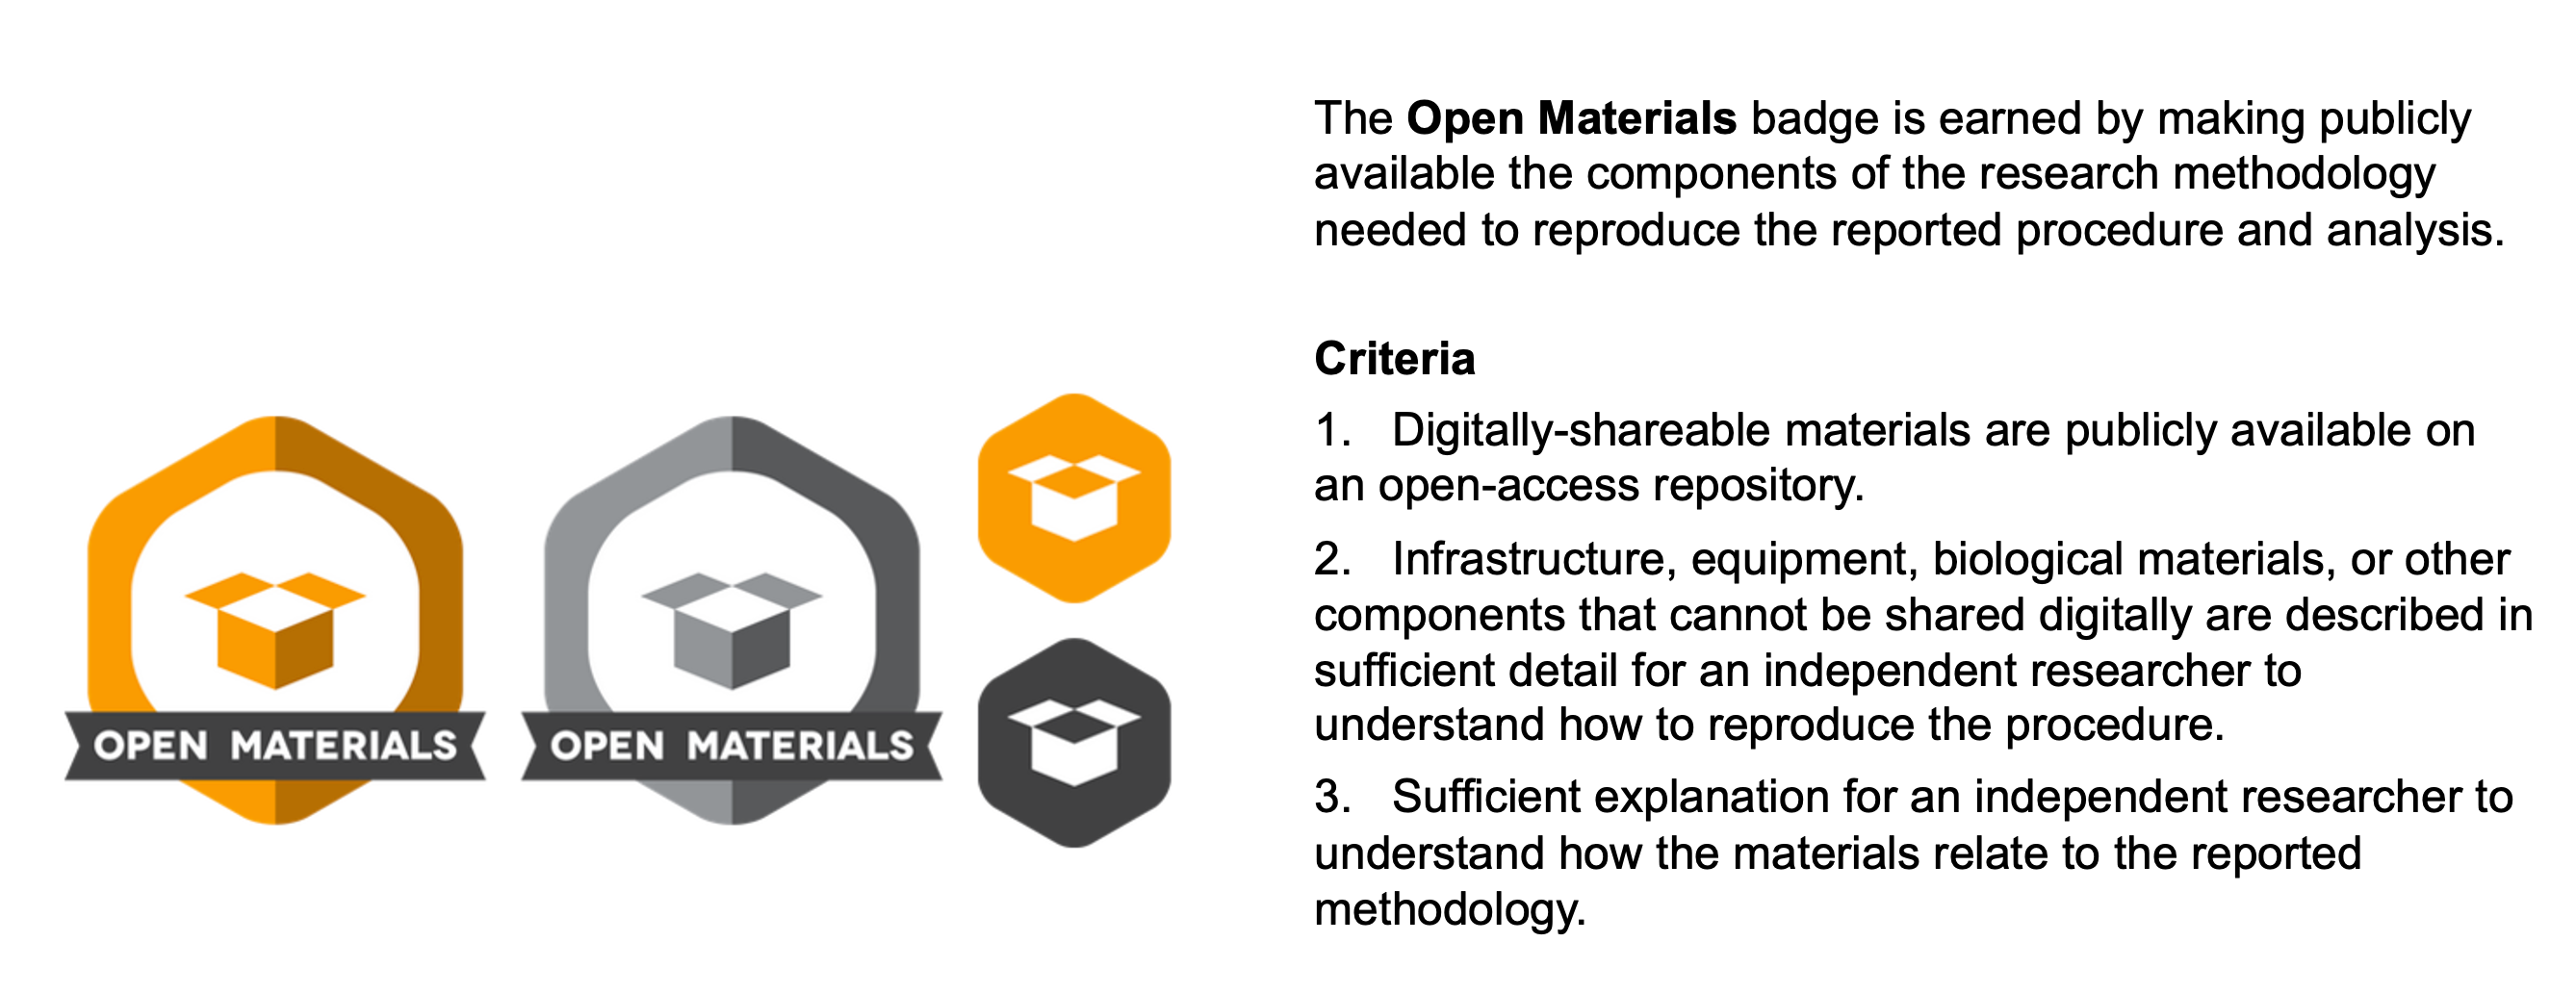 OPEN MATERIALS
OPEN MATERIALS
The Open Materials badge is earned by making publicly
available the components of the research methodology
needed to reproduce the reported procedure and analysis.
Criteria
1. Digitally-shareable materials are publicly available on
an open-access repository.
2. Infrastructure, equipment, biological materials, or other
components that cannot be shared digitally are described in
sufficient detail for an independent researcher to
understand how to reproduce the procedure.
3. Sufficient explanation for an independent researcher to
understand how the materials relate to the reported
methodology.